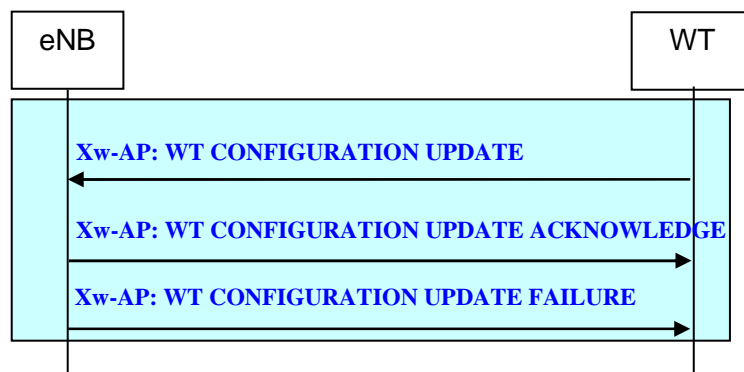 eNB
WT
Xw-AP: WT CONFIGURATION UPDATE
Xw-AP: WT CONFIGURATION UPDATE ACKNOWLEDGE
Xw-AP: WT CONFIGURATION UPDATE FAILURE